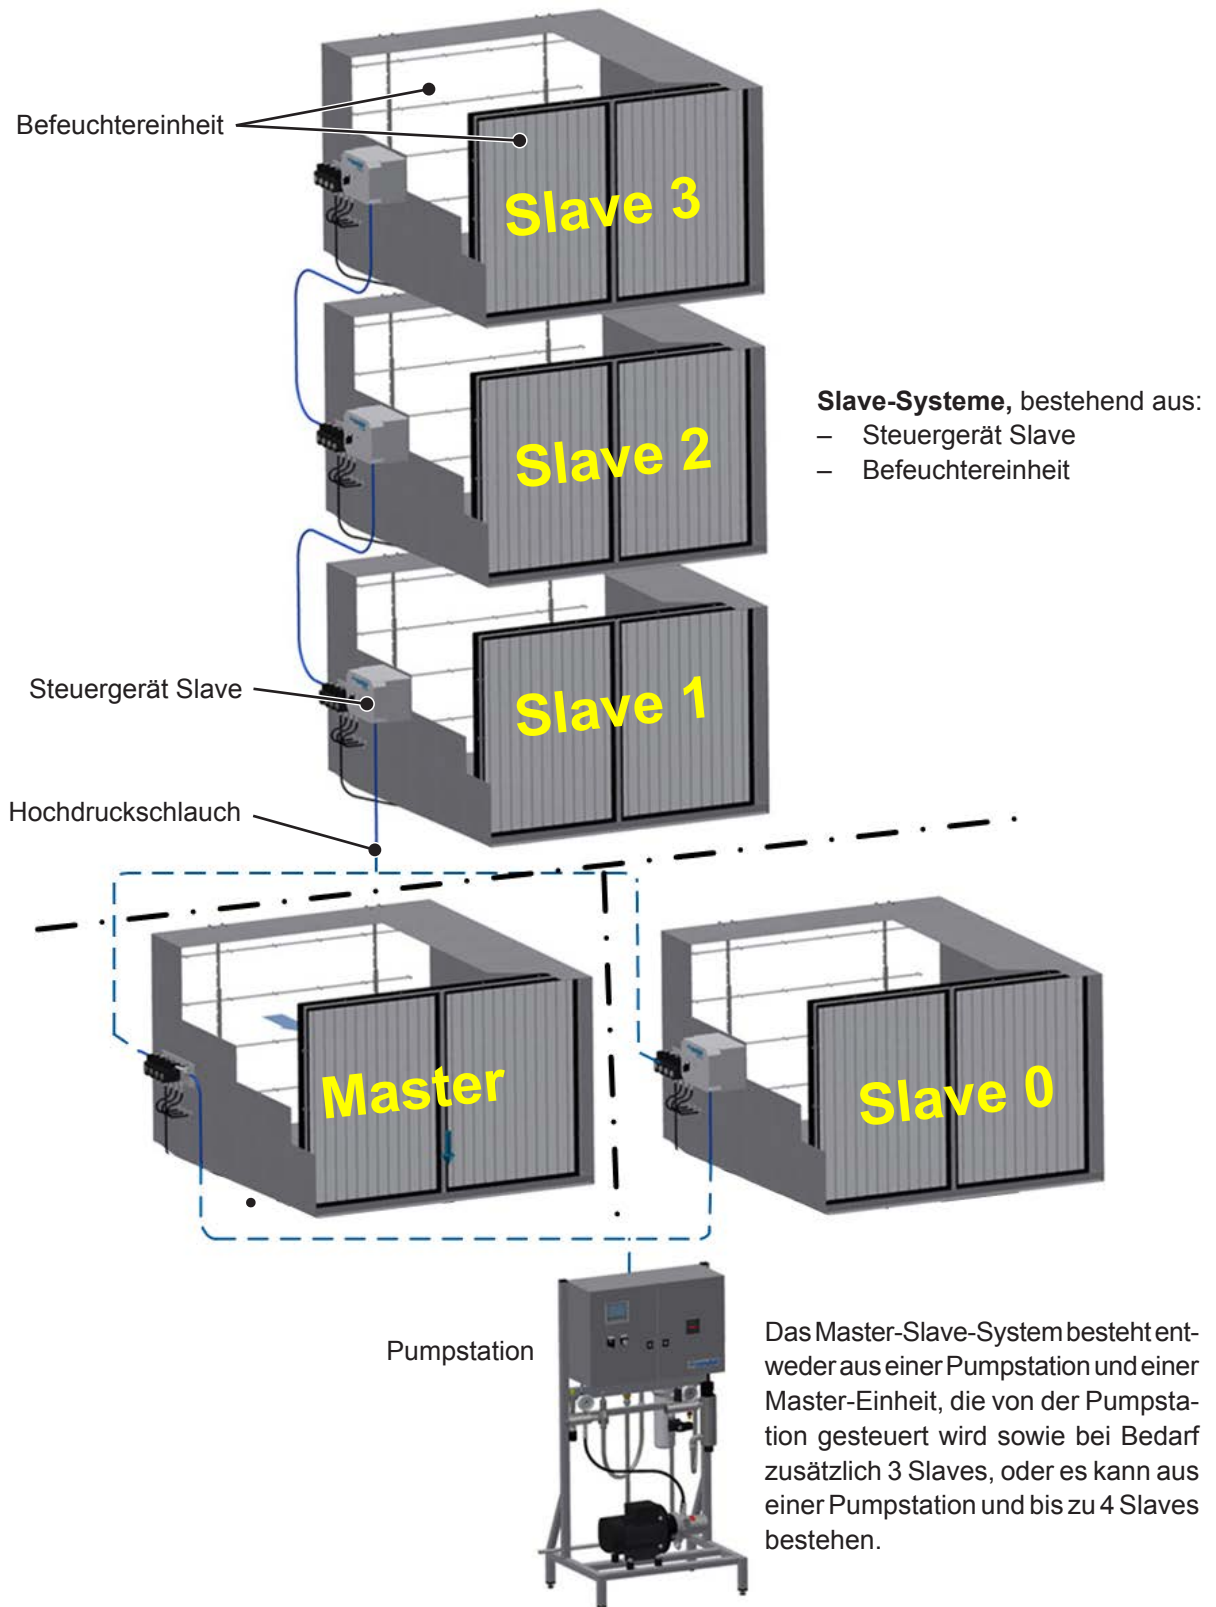 Befeuchtereinheit
Slave 3
Slave-Systeme, bestehend aus:
– Steuergerät Slave
– Befeuchtereinheit
Slave 2
Steuergerät Slave
Slave 1
Hochdruckschlauch
Master
Slave 0
Pumpstation
Das Master-Slave-System besteht ent-
weder aus einer Pumpstation und einer
Master-Einheit, die von der Pumpsta-
tion gesteuert wird sowie bei Bedarf
zusätzlich 3 Slaves, oder es kann aus
einer Pumpstation und bis zu 4 Slaves
bestehen.